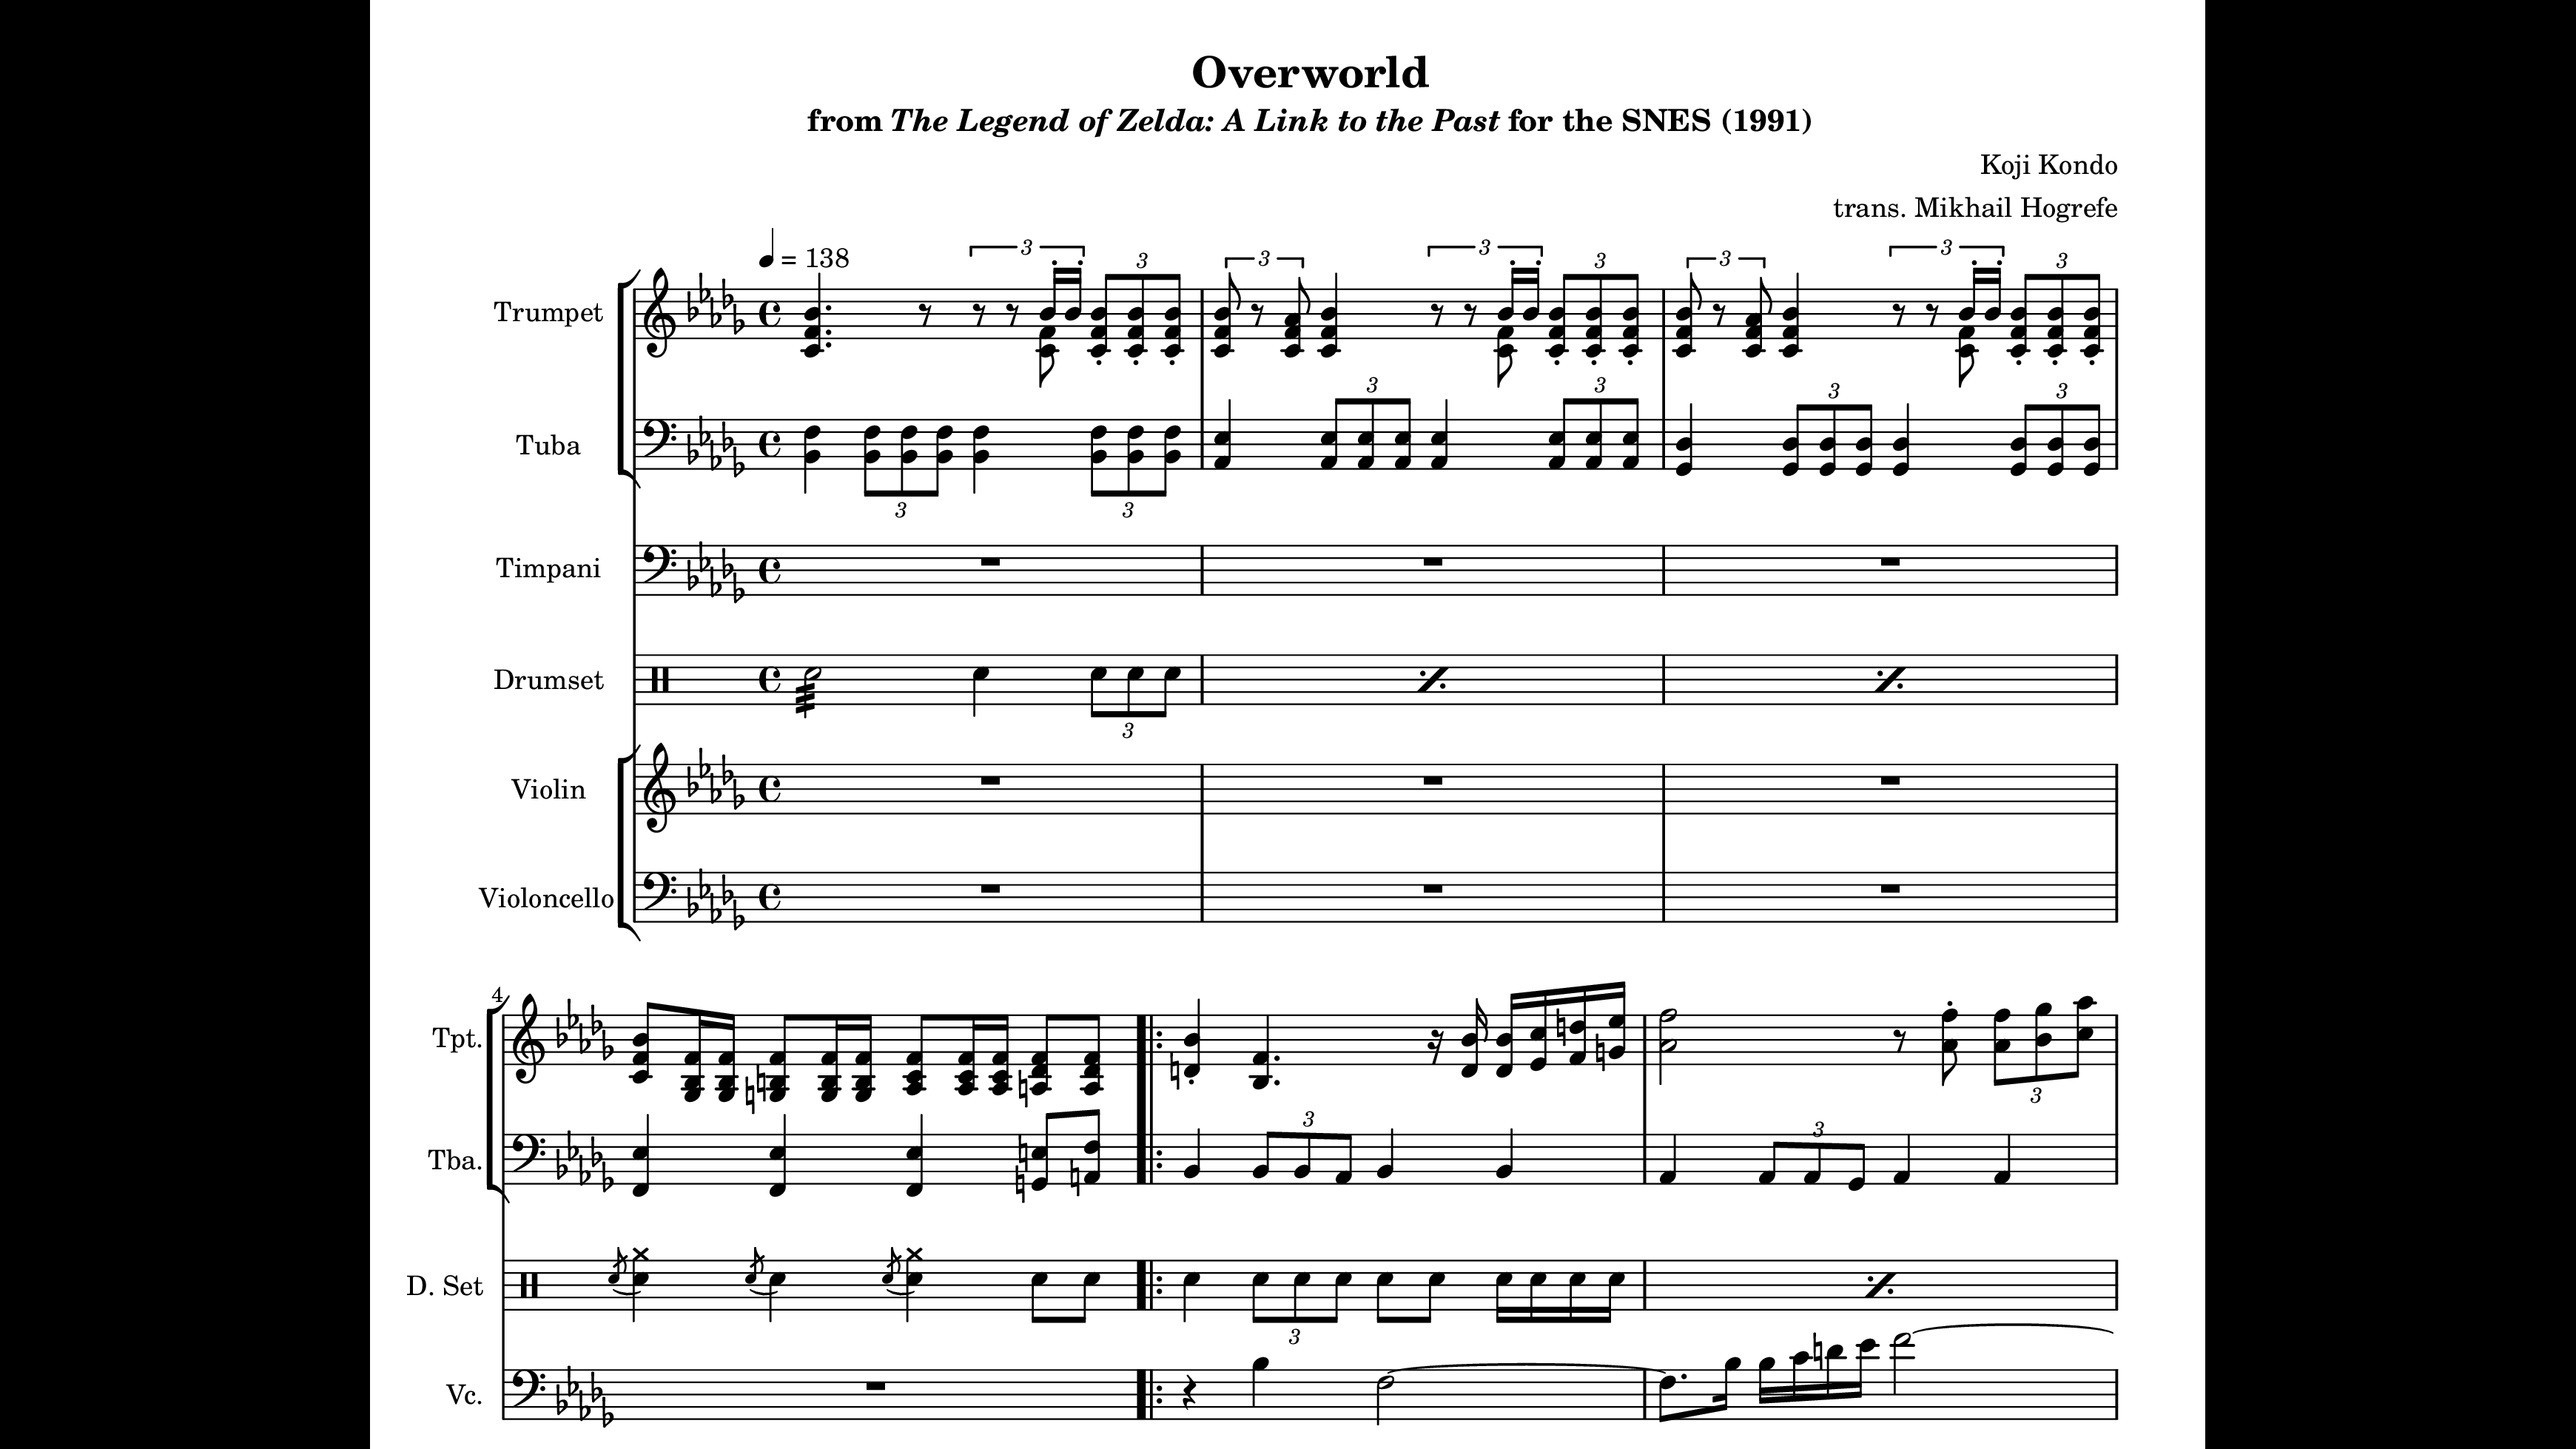 Overworld
from The Legend of Zelda: A Link to the Past for the SNES (1991)
Koji Kondo
trans. Mikhail Hogrefe
= 138
3 3 3 3 3 3 3 3
Trumpet
3 3 3 3
Tuba
3 3
Timpani
Drumset
3
Violin
Violoncello
4
Tpt.
3
3 3
Tba.
D. Set
3
Vc.